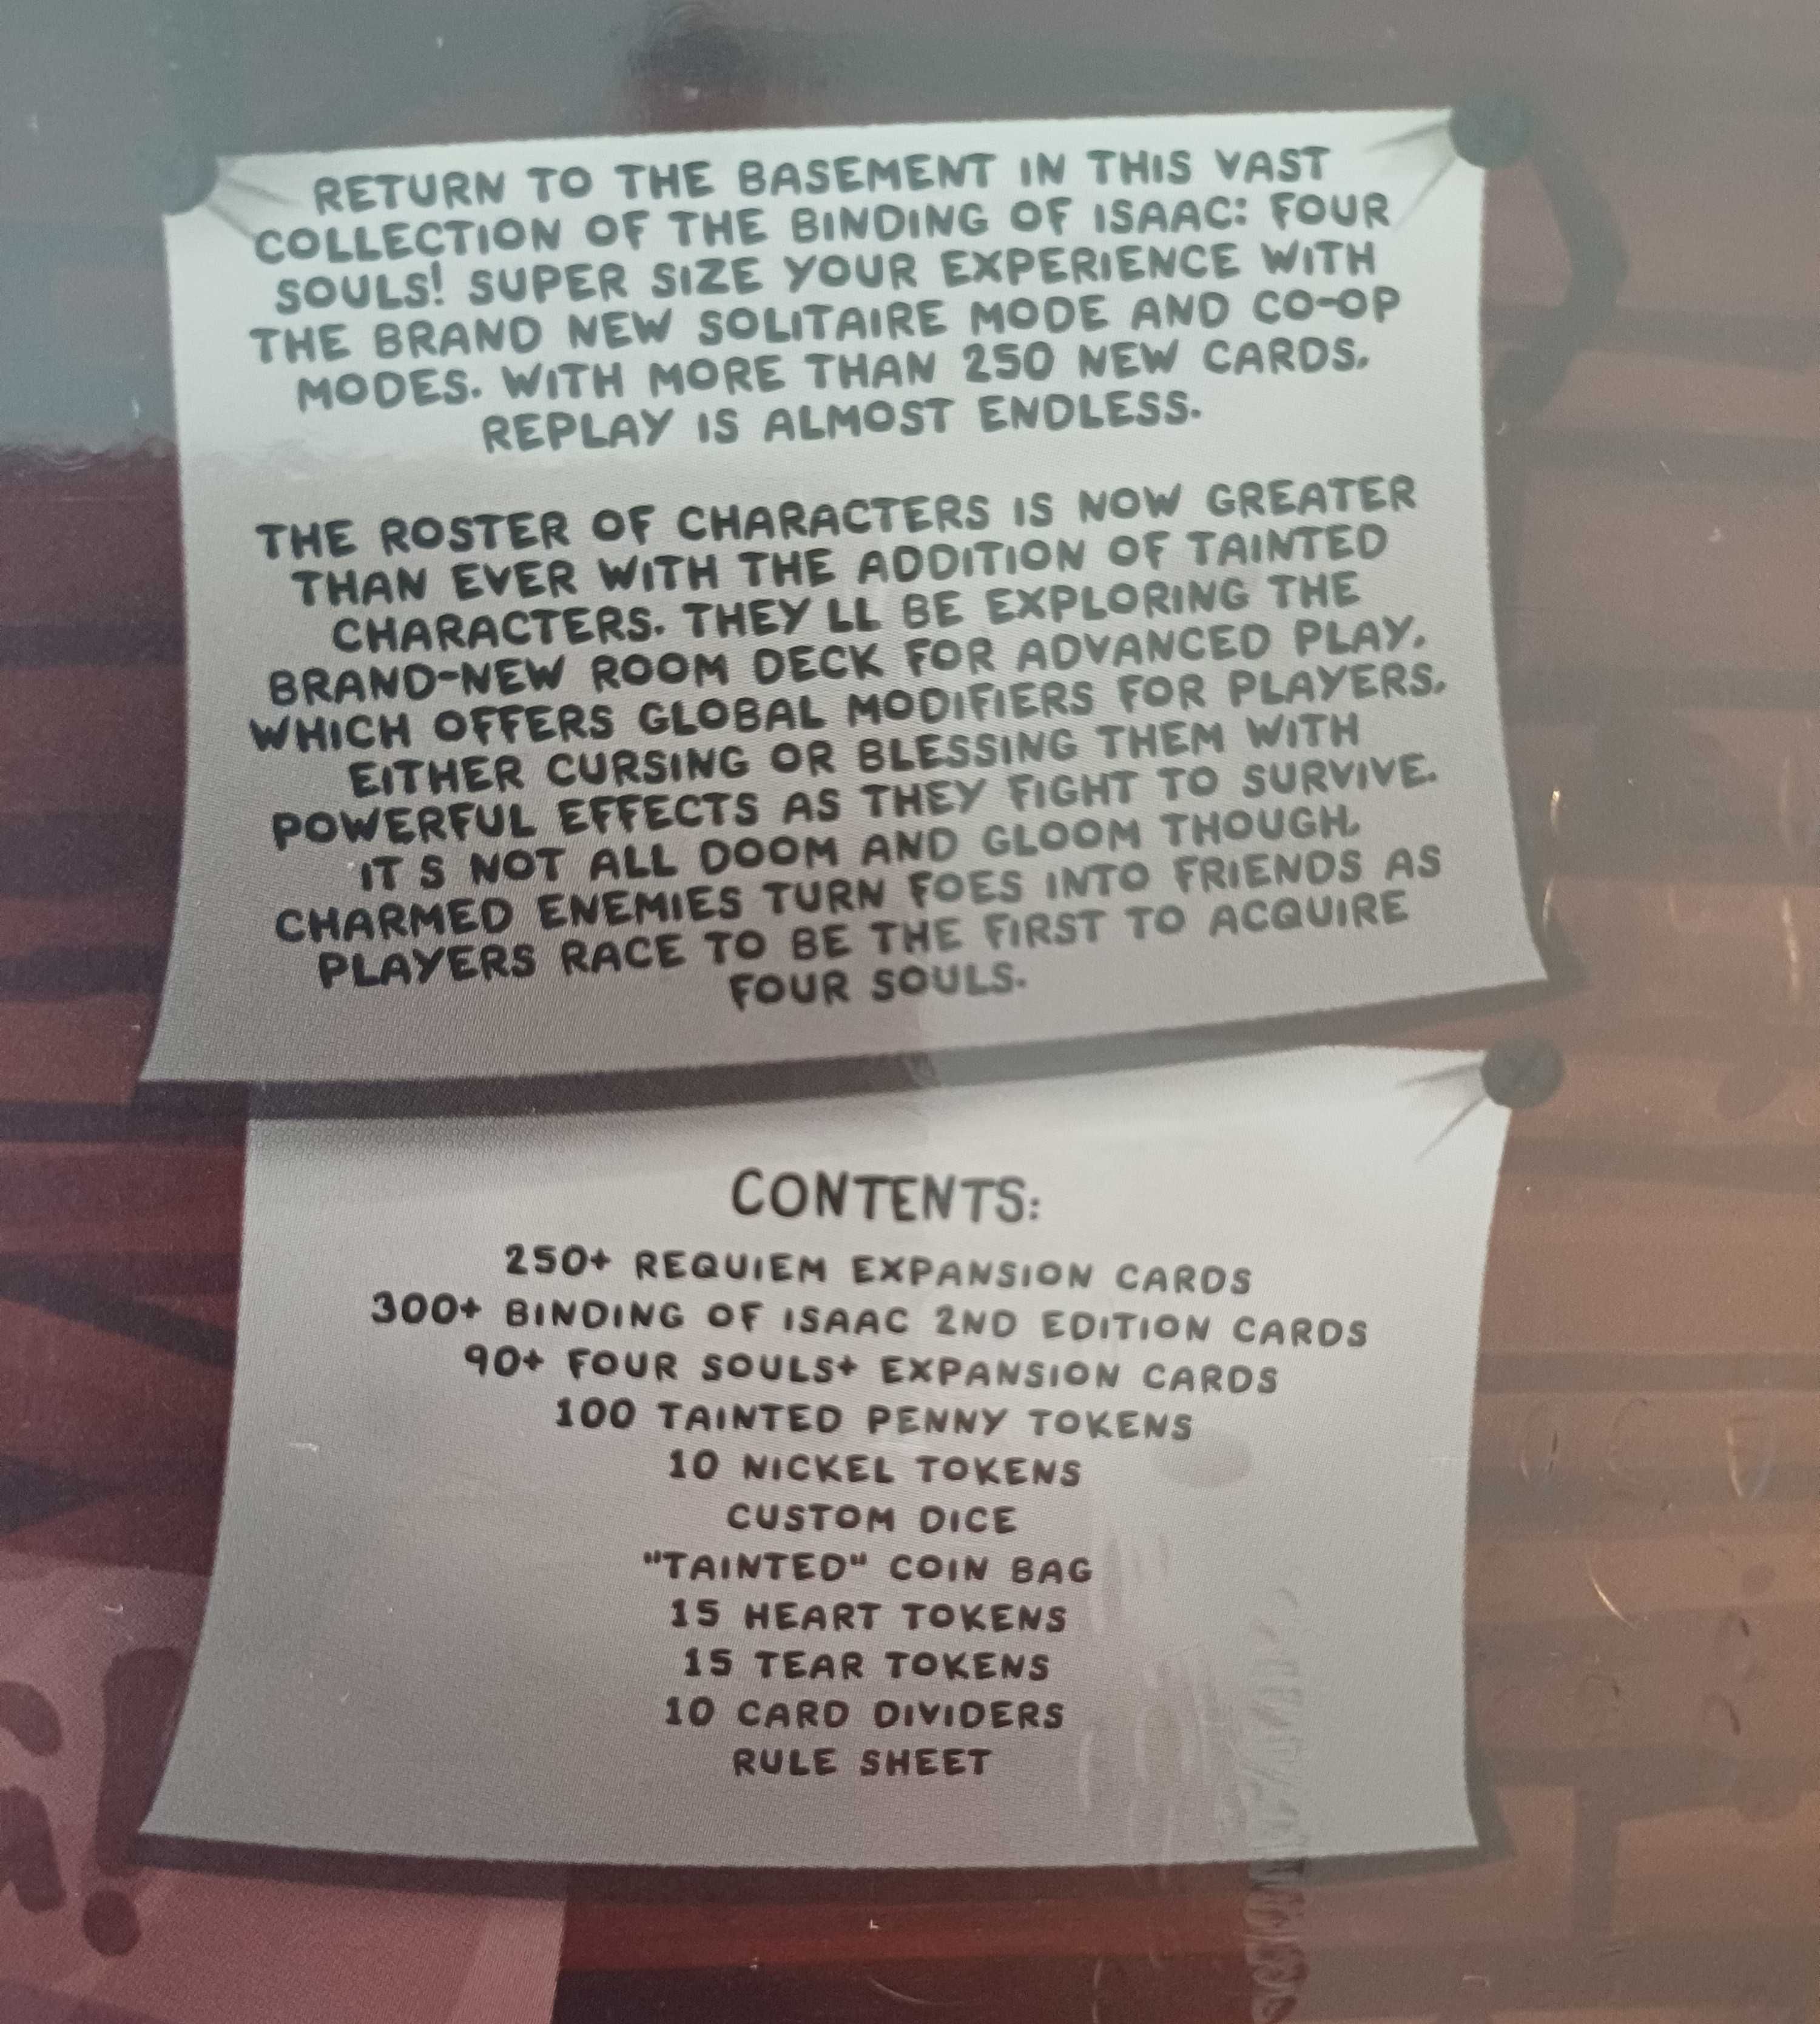 RETURN TO THE BASEMENT IN THIS VAST
COLLECTION OF THE BINDING OF ISAAC: FOUR
SOULS! SUPER SIZE YOUR EXPERIENCE WITH
THE BRAND NEW SOLITAIRE MODE AND CO-OP
MODES. WITH MORE THAN 250 NEW CARDS,
REPLAY IS ALMOST ENDLESS.
THE ROSTER OF CHARACTERS IS NOW GREATER
THAN EVER WITH THE ADDITION OF TAINTED
CHARACTERS. THEY LL BE EXPLORING THE
BRAND-NEW ROOM DECK FOR ADVANCED PLAY,
WHICH OFFERS GLOBAL MODIFIERS FOR PLAYERS,
EITHER CURSING OR BLESSING THEM WITH
POWERFUL EFFECTS AS THEY FIGHT TO SURVIVE.
IT S NOT ALL DOOM AND GLOOM THOUGH,
CHARMED ENEMIES TURN FOES INTO FRIENDS AS
PLAYERS RACE TO BE THE FIRST TO ACQUIRE
FOUR SOULS.
CONTENTS:
250+ REQUIEM EXPANSION CARDS
300+ BINDING OF ISAAC 2ND EDITION CARDS
90+ FOUR SOULS+ EXPANSION CARDS
100 TAINTED PENNY TOKENS
10 NICKEL TOKENS
CUSTOM DICE
"TAINTED" COIN BAG
15 HEART TOKENS
15 TEAR TOKENS
10 CARD DIVIDERS
RULE SHEET